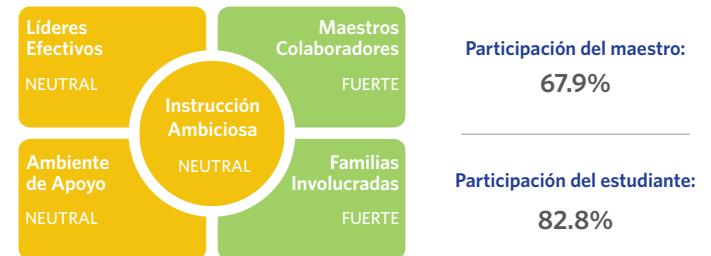 Líderes
Efectivos
NEUTRAL
Maestros
Colaboradores
FUERTE
Instrucción
Ambiciosa
NEUTRAL
Ambiente
de Apoyo
NEUTRAL
Familias
Involucradas
FUERTE
Participación del maestro:
67.9%
Participación del estudiante:
82.8%